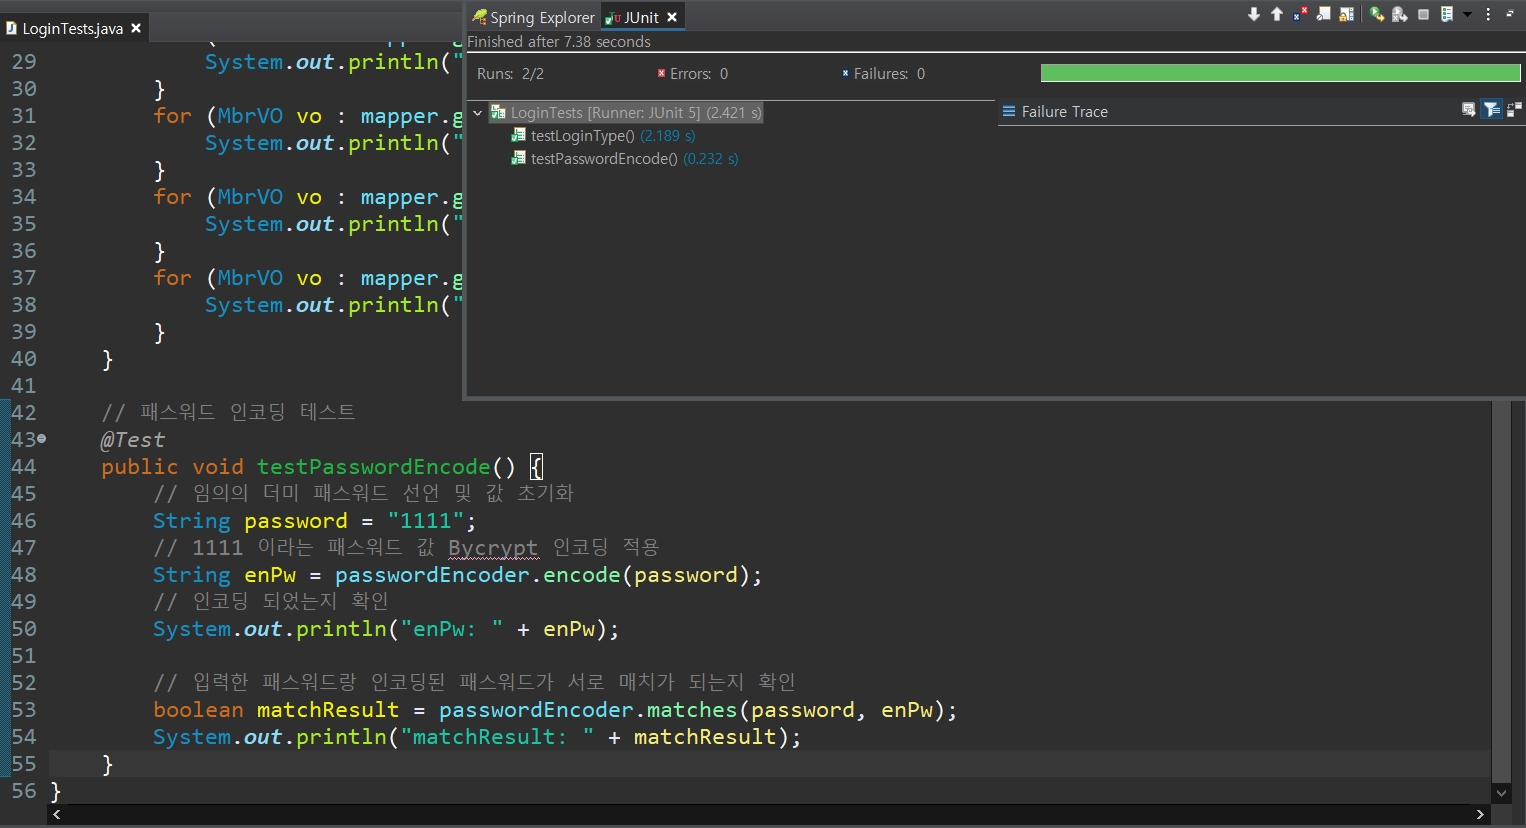 LoginTests.java
Spring Explorer
JUnit
Finished after 7.38 seconds
Runs: 2/2
Errors: 0
Failures: 0
LoginTests [Runner: JUnit 5] (2.421 s)
testLoginType() (2.189 s)
testPasswordEncode() (0.232 s)
Failure Trace
29 System.out.println("
30 }
31 for (MbrVO vo : mapper.g
32 System.out.println("
33 }
34 for (MbrVO vo : mapper.g
35 System.out.println("
36 }
37 for (MbrVO vo : mapper.g
38 System.out.println("
39 }
40 }
41
42 // 패스워드 인코딩 테스트
43 @Test
44 public void testPasswordEncode() {
45 // 임의의 더미 패스워드 선언 및 값 초기화
46 String password = "1111";
47 // 1111 이라는 패스워드 값 Bycrypt 인코딩 적용
48 String enPw = passwordEncoder.encode(password);
49 // 인코딩 되었는지 확인
50 System.out.println("enPw: " + enPw);
51
52 // 입력한 패스워드랑 인코딩된 패스워드가 서로 매치가 되는지 확인
53 boolean matchResult = passwordEncoder.matches(password, enPw);
54 System.out.println("matchResult: " + matchResult);
55 }
56 }